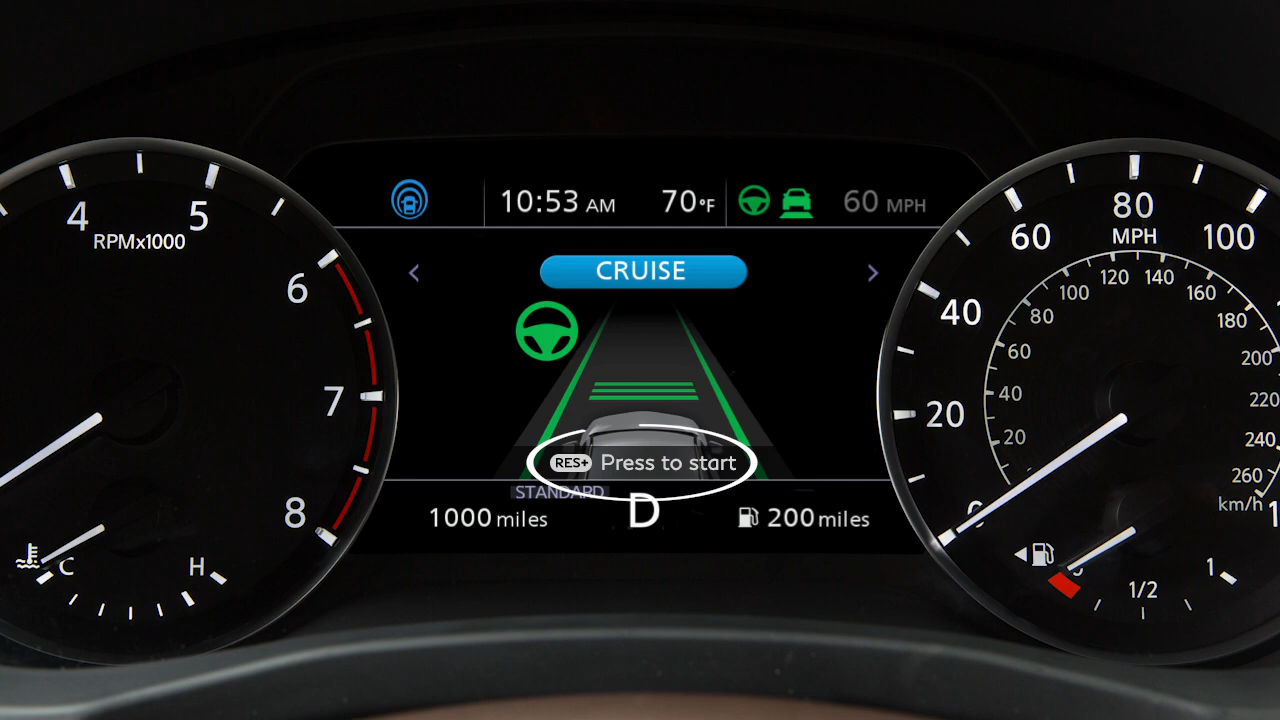 10:53 AM 70°F 60 MPH
CRUISE
RES+ Press to start
STANDARD
1000 miles D 200 miles
4 5 6 7 8
RPMx1000
C H
0 20 40 60 80 100
MPH
20 40 60 80 100 120 140 160 180 200 220 240 260
km/h
1/2 1